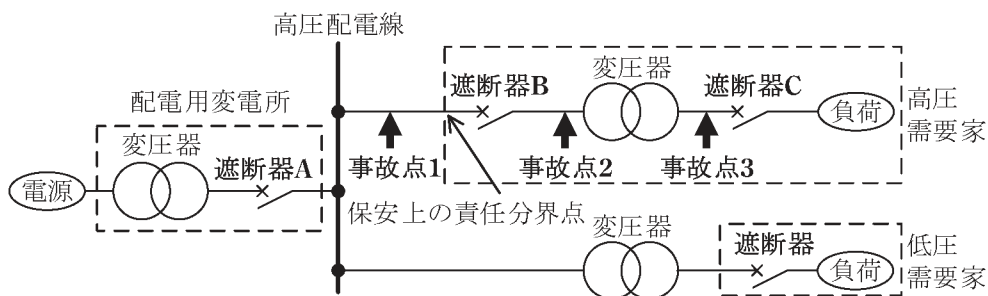 高圧配電線
配電用変電所
変圧器
遮断器A
電源
遮断器B
変圧器
遮断器C
負荷
高圧
需要家
事故点1
事故点2
事故点3
保安上の責任分界点
変圧器
遮断器
負荷
低圧
需要家